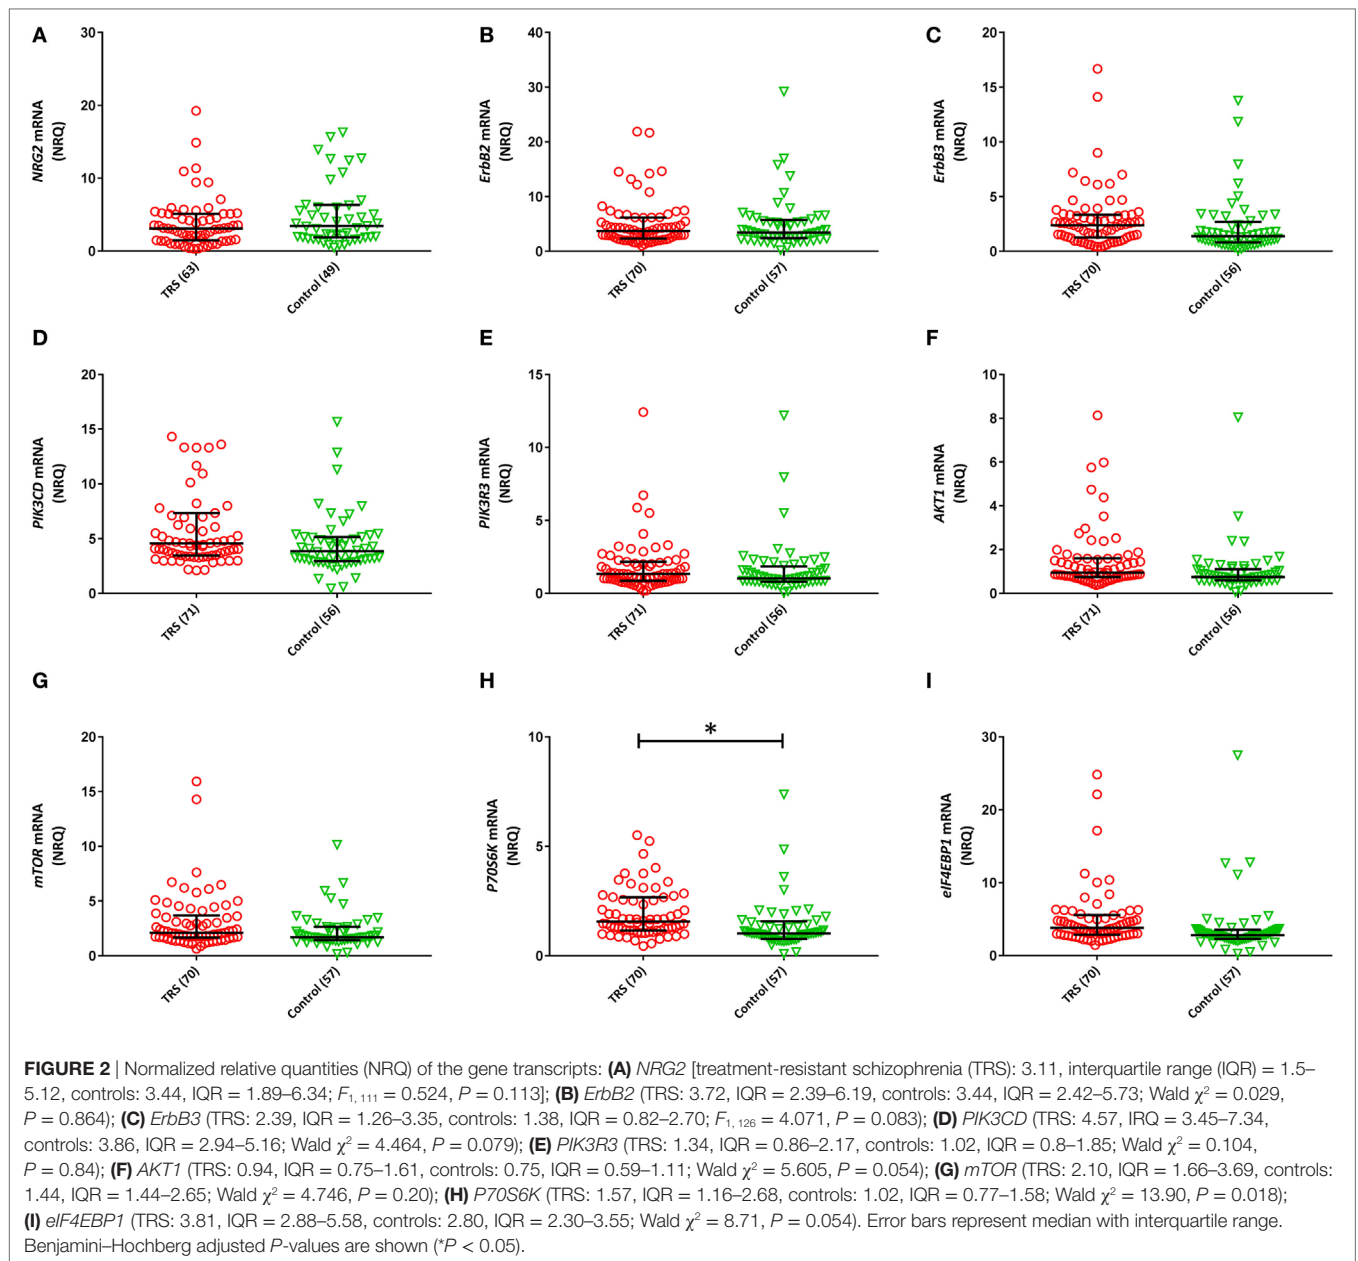 A
30
20
10
0
NRG2 mRNA
(NRQ)
TRS (63)
Control (49)
B
40
30
20
10
0
ErbB2 mRNA
(NRQ)
TRS (70)
Control (57)
C
20
15
10
5
0
ErbB3 mRNA
(NRQ)
TRS (70)
Control (56)
D
20
15
10
5
0
PIK3CD mRNA
(NRQ)
TRS (71)
Control (56)
E
15
10
5
0
PIK3R3 mRNA
(NRQ)
TRS (71)
Control (56)
F
10
8
6
4
2
0
AKT1 mRNA
(NRQ)
TRS (71)
Control (56)
G
20
15
10
5
0
mTOR mRNA
(NRQ)
TRS (70)
Control (57)
H
10
5
0
P70S6K mRNA
(NRQ)
*
TRS (70)
Control (57)
I
30
20
10
0
eIF4EBP1 mRNA
(NRQ)
TRS (70)
Control (57)
FIGURE 2 | Normalized relative quantities (NRQ) of the gene transcripts: (A) NRG2 [treatment-resistant schizophrenia (TRS): 3.11, interquartile range (IQR) = 1.5–
5.12, controls: 3.44, IQR = 1.89–6.34; F1, 111 = 0.524, P = 0.113]; (B) ErbB2 (TRS: 3.72, IQR = 2.39–6.19, controls: 3.44, IQR = 2.42–5.73; Wald χ² = 0.029,
P = 0.864); (C) ErbB3 (TRS: 2.39, IQR = 1.26–3.35, controls: 1.38, IQR = 0.82–2.70; F1, 126 = 4.071, P = 0.083); (D) PIK3CD (TRS: 4.57, IRQ = 3.45–7.34,
controls: 3.86, IQR = 2.94–5.16; Wald χ² = 4.464, P = 0.079); (E) PIK3R3 (TRS: 1.34, IQR = 0.86–2.17, controls: 1.02, IQR = 0.8–1.85; Wald χ² = 0.104,
P = 0.84); (F) AKT1 (TRS: 0.94, IQR = 0.75–1.61, controls: 0.75, IQR = 0.59–1.11; Wald χ² = 5.605, P = 0.054); (G) mTOR (TRS: 2.10, IQR = 1.66–3.69, controls:
1.44, IQR = 1.44–2.65; Wald χ² = 4.746, P = 0.20); (H) P70S6K (TRS: 1.57, IQR = 1.16–2.68, controls: 1.02, IQR = 0.77–1.58; Wald χ² = 13.90, P = 0.018);
(I) eIF4EBP1 (TRS: 3.81, IQR = 2.88–5.58, controls: 2.80, IQR = 2.30–3.55; Wald χ² = 8.71, P = 0.054). Error bars represent median with interquartile range.
Benjamini–Hochberg adjusted P-values are shown (*P < 0.05).